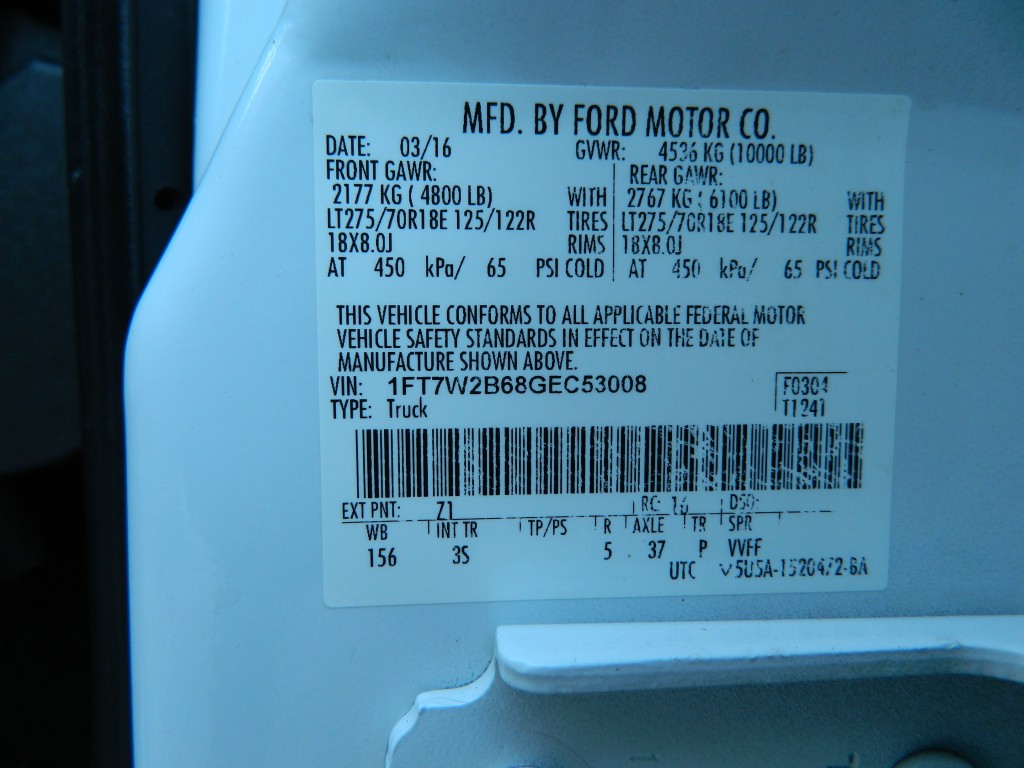 MFD. BY FORD MOTOR CO.
DATE: 03/16 GVWR: 4536 KG (10000 LB)
FRONT GAWR: REAR GAWR:
2177 KG ( 4800 LB) WITH 2767 KG ( 6100 LB) WITH
LT275/70R18E 125/122R TIRES LT275/70R18E 125/122R TIRES
18X8.0J RIMS 18X8.0J RIMS
AT 450 kPa/ 65 PSI COLD AT 450 kPa/ 65 PSI COLD
THIS VEHICLE CONFORMS TO ALL APPLICABLE FEDERAL MOTOR
VEHICLE SAFETY STANDARDS IN EFFECT ON THE DATE OF
MANUFACTURE SHOWN ABOVE.
VIN: 1FT7W2B68GEC53008 F0304
TYPE: Truck T1241
EXT PNT: Z1 RC: 16 DSO:
WB INT TR TP/PS R AXLE TR SPR
156 3S 5 37 P VVFF
UTC